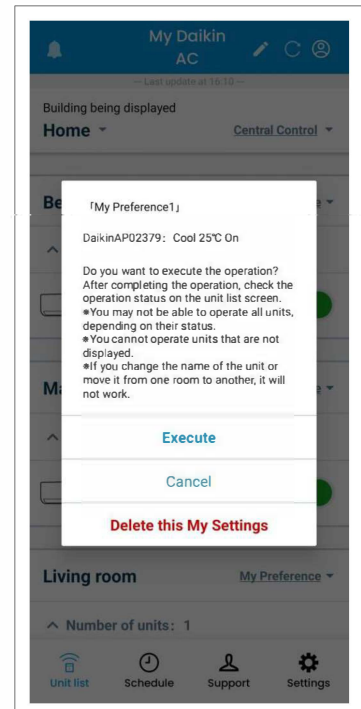 My Daikin
AC
-- Last update at 16:10 --
Building being displayed
Home
Central Control
Be
e
「My Preference1」
DaikinAP02379: Cool 25℃ On
Do you want to execute the operation?
After completing the operation, check the
operation status on the unit list screen.
※You may not be able to operate all units,
depending on their status.
※You cannot operate units that are not
displayed.
※If you change the name of the unit or
move it from one room to another, it will
not work.
Ma
e
Execute
Cancel
Delete this My Settings
Living room
My Preference
Number of units: 1
Unit list
Schedule
Support
Settings